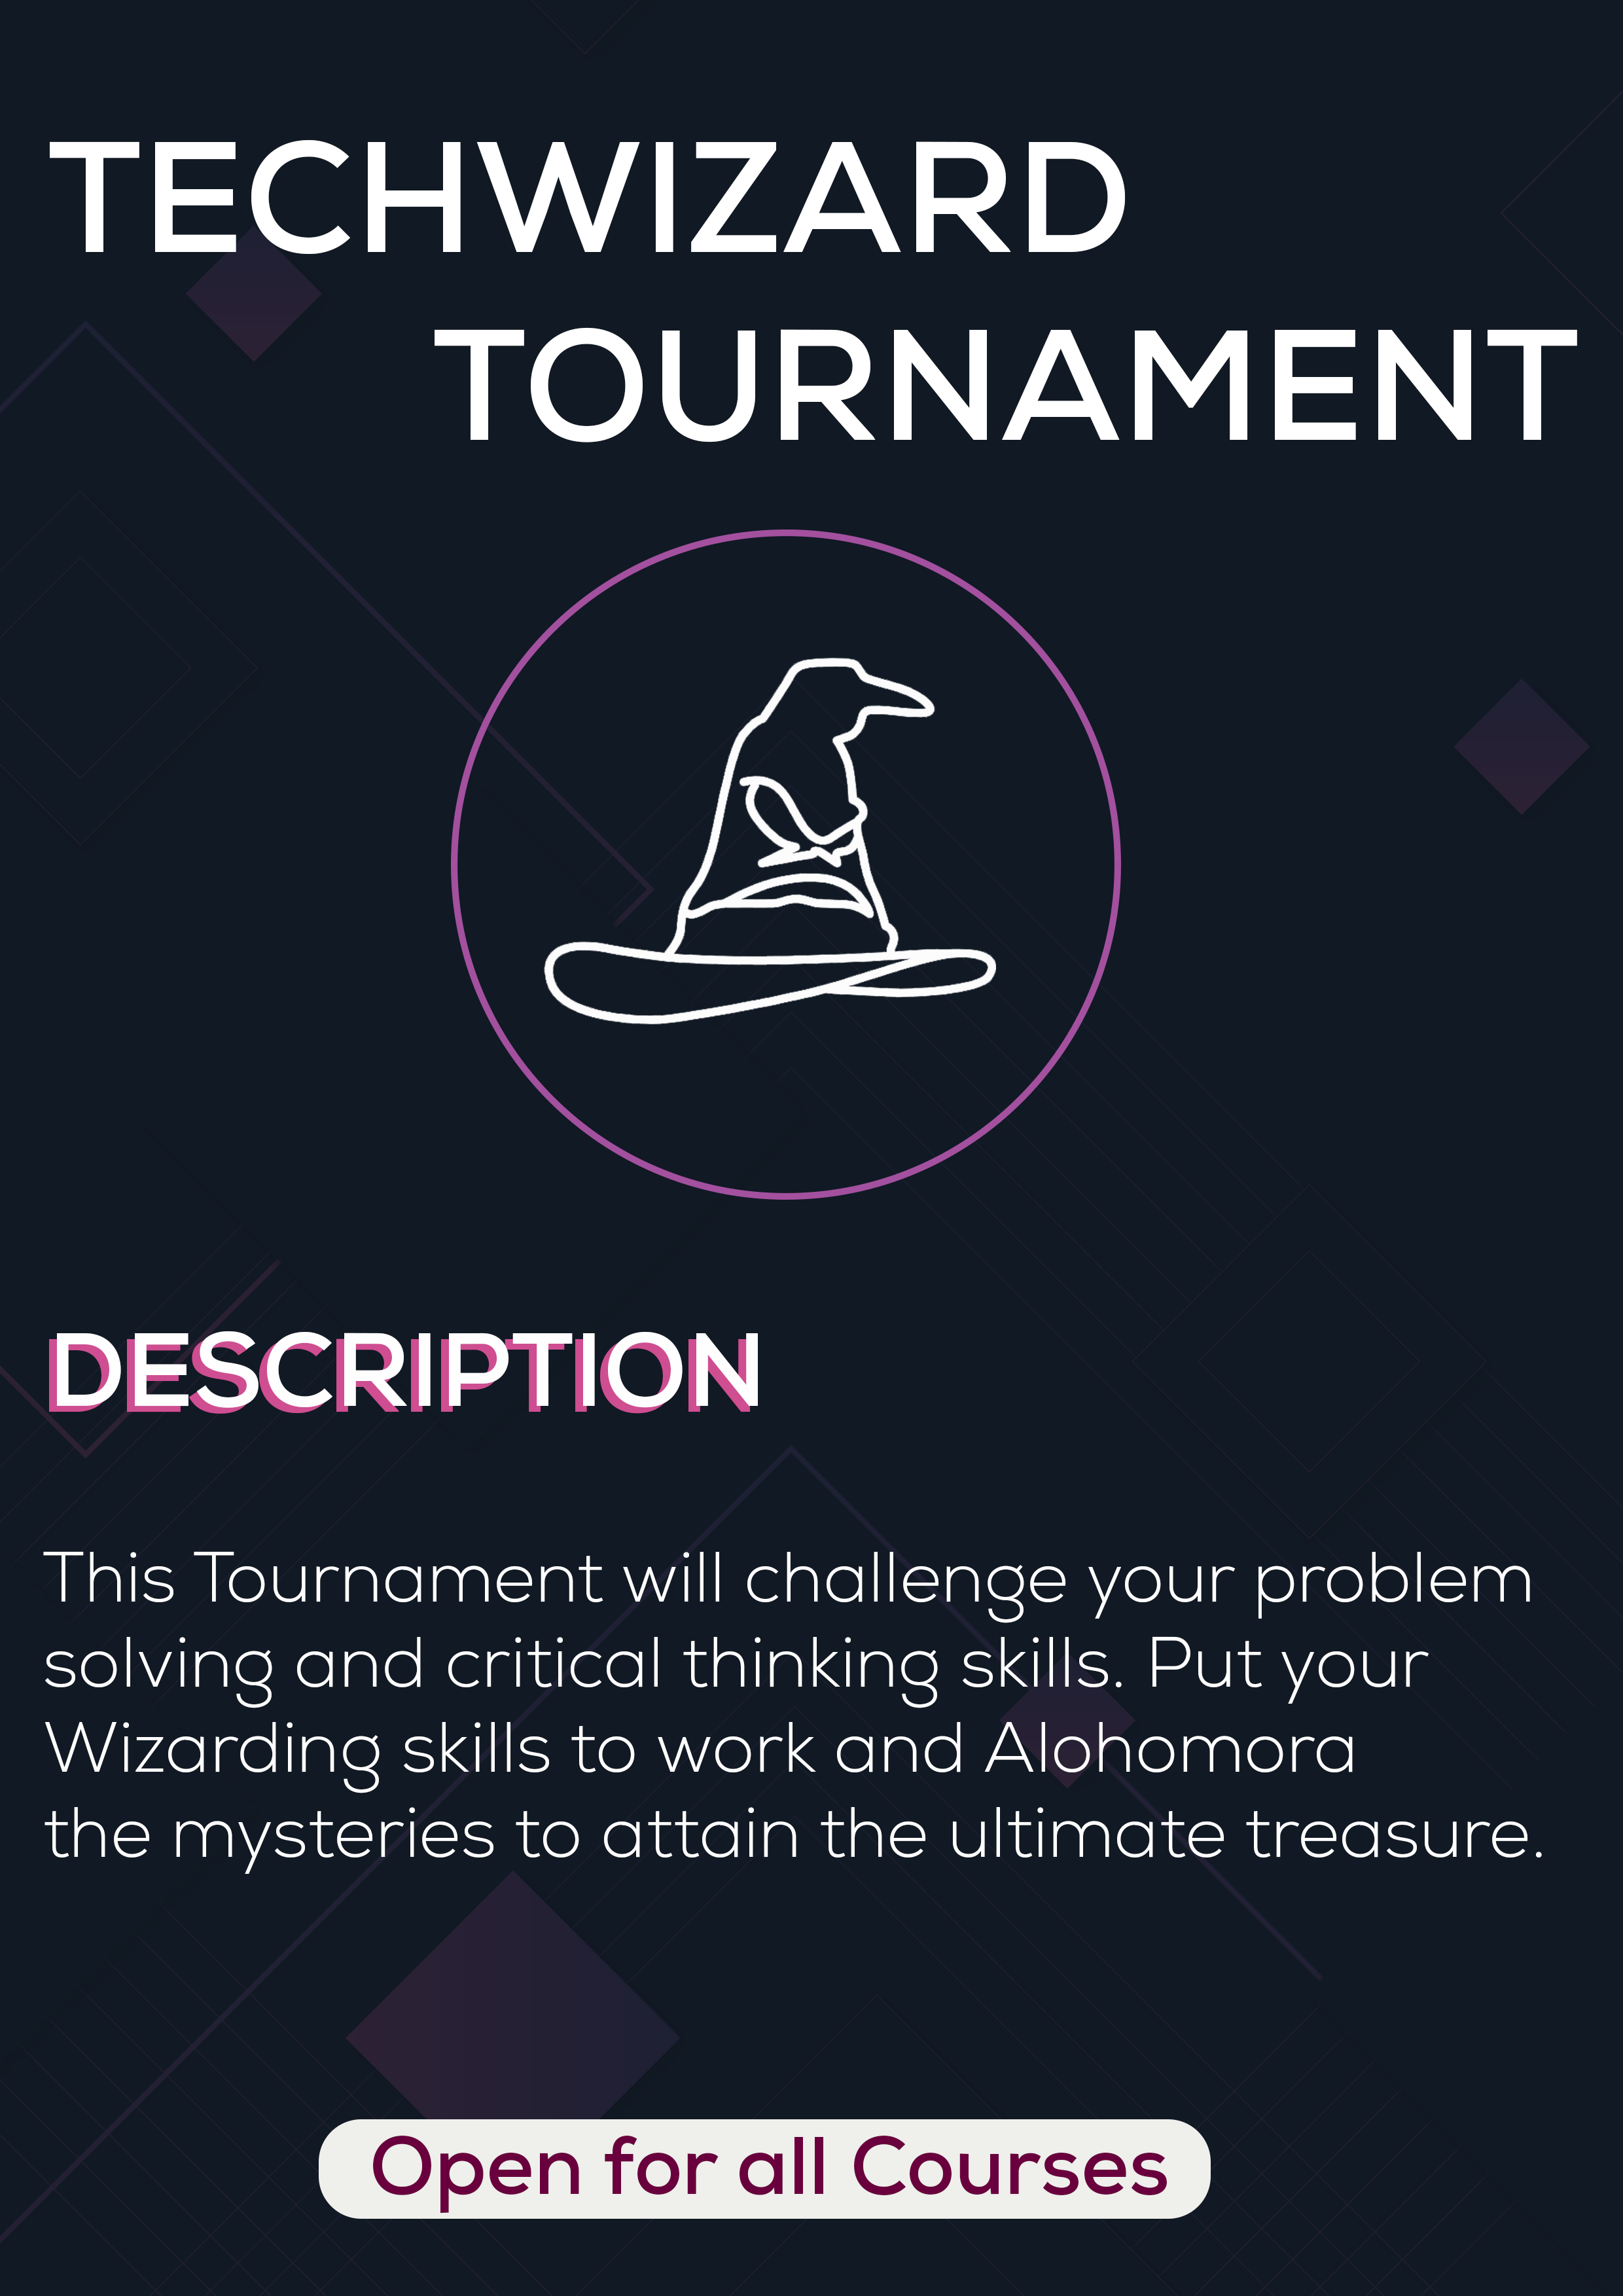 TECHWIZARD
TOURNAMENT
DESCRIPTION
This Tournament will challenge your problem
solving and critical thinking skills. Put your
Wizarding skills to work and Alohomora
the mysteries to attain the ultimate treasure.
Open for all Courses